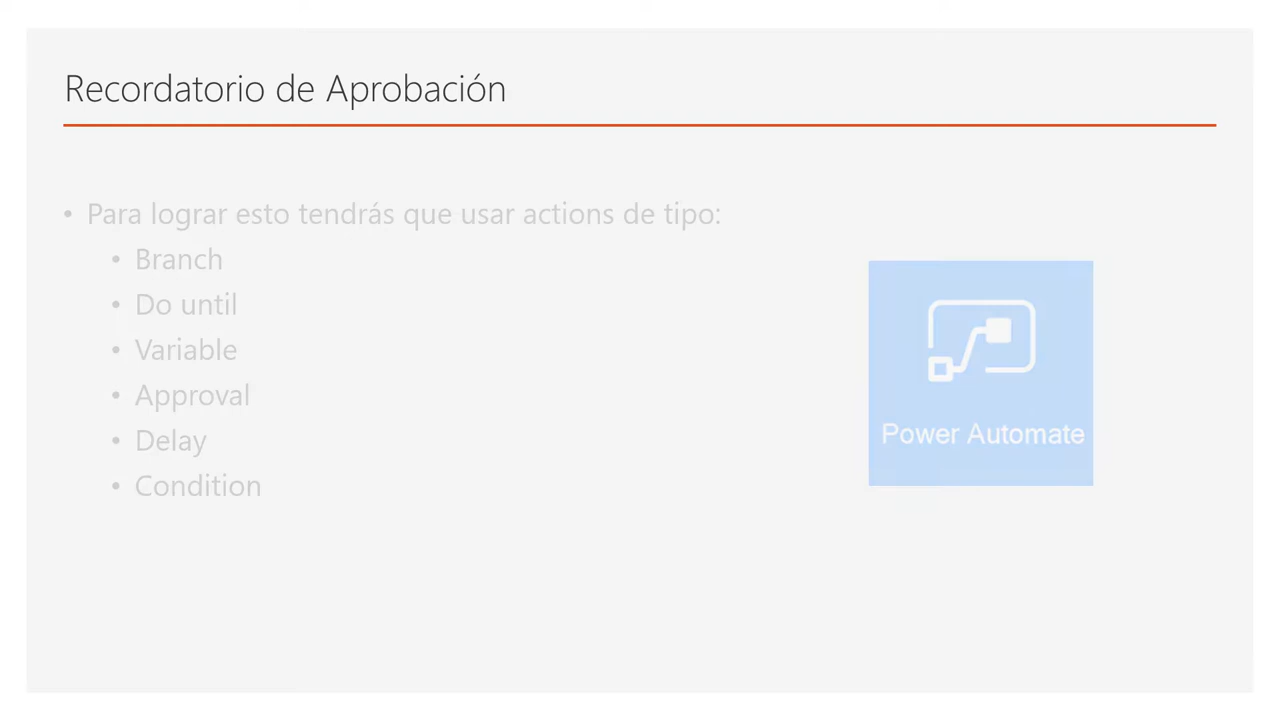 Recordatorio de Aprobación
• Para lograr esto tendrás que usar actions de tipo:
• Branch
• Do until
• Variable
• Approval
• Delay
• Condition
Power Automate